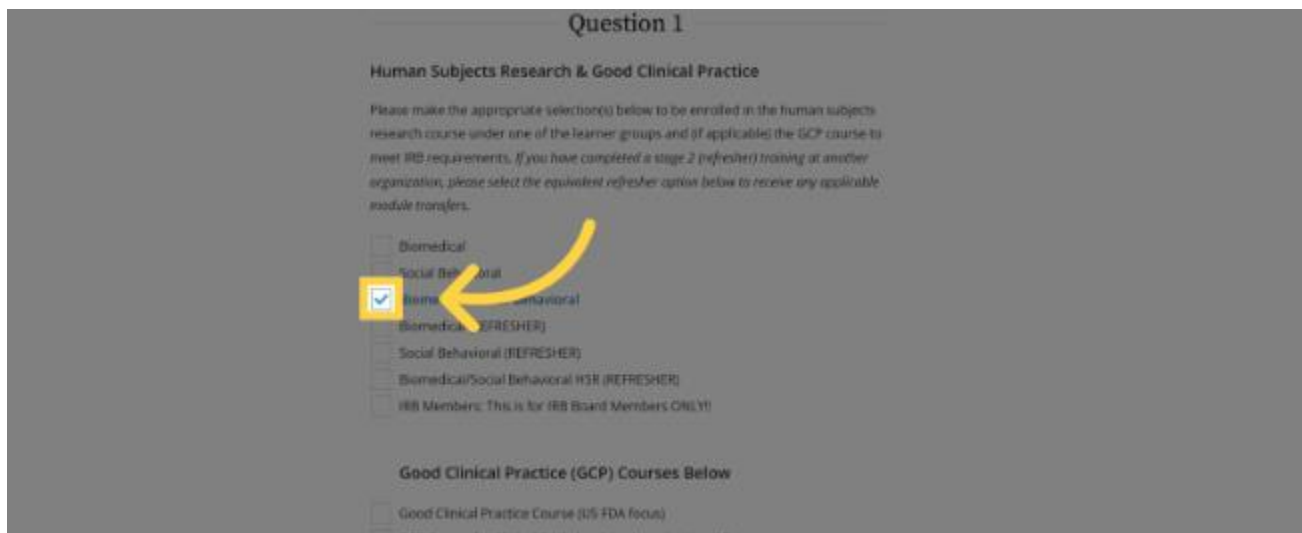 Question 1
Human Subjects Research & Good Clinical Practice
Please make the appropriate selection(s) below to be enrolled in the human subjects
research course under one of the learner groups and (if applicable) the GCP course to
meet IRB requirements. If you have completed a stage 2 (refresher) training at another
organization, please select the equivalent refresher option below to receive any applicable
module transfers.
Biomedical
Social Behavioral
Behavioral
Biomedical (REFRESHER)
Social Behavioral (REFRESHER)
Biomedical/Social Behavioral HSR (REFRESHER)
IRB Members: This is for IRB Board Members ONLY!!
Good Clinical Practice (GCP) Courses Below
Good Clinical Practice Course (US FDA focus)